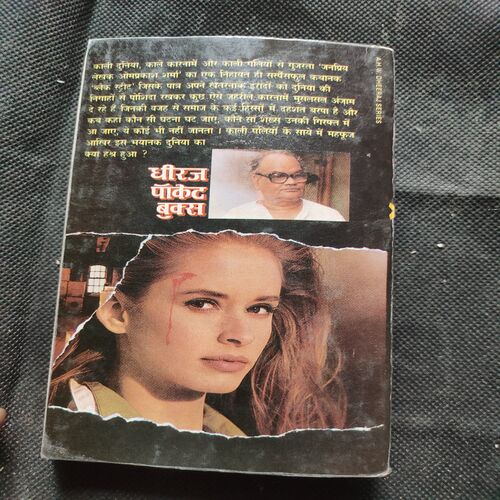 काली दुनिया, काले कारनामें और काली गलियों से गुजरता 'जनप्रिय
लेखक ओमप्रकाश शर्मा' का एक निहायत ही सस्पैंसफुल कथानक
'ब्लैक स्ट्रीट' जिसके पात्र अपने खतरनाक इरादों को दुनिया की
निगाहों से पोशिदा रखकर कुछ ऐसे जहरीले कारनामें मुसलसल अंजाम
दे रहे हैं जिनकी वजह से समाज के कई हिस्सों में दहशत बरपा है और
कब कहां कौन सी घटना घट जाए, कौन सा शख्स उनकी गिरफ्त में
आ जाए, ये कोई भी नहीं जानता । काली गलियों के साये में महफूज
आखिर इस भयानक दुनिया का
क्या हश्र हुआ ?
धीरज
पॉकेट
बुक्स